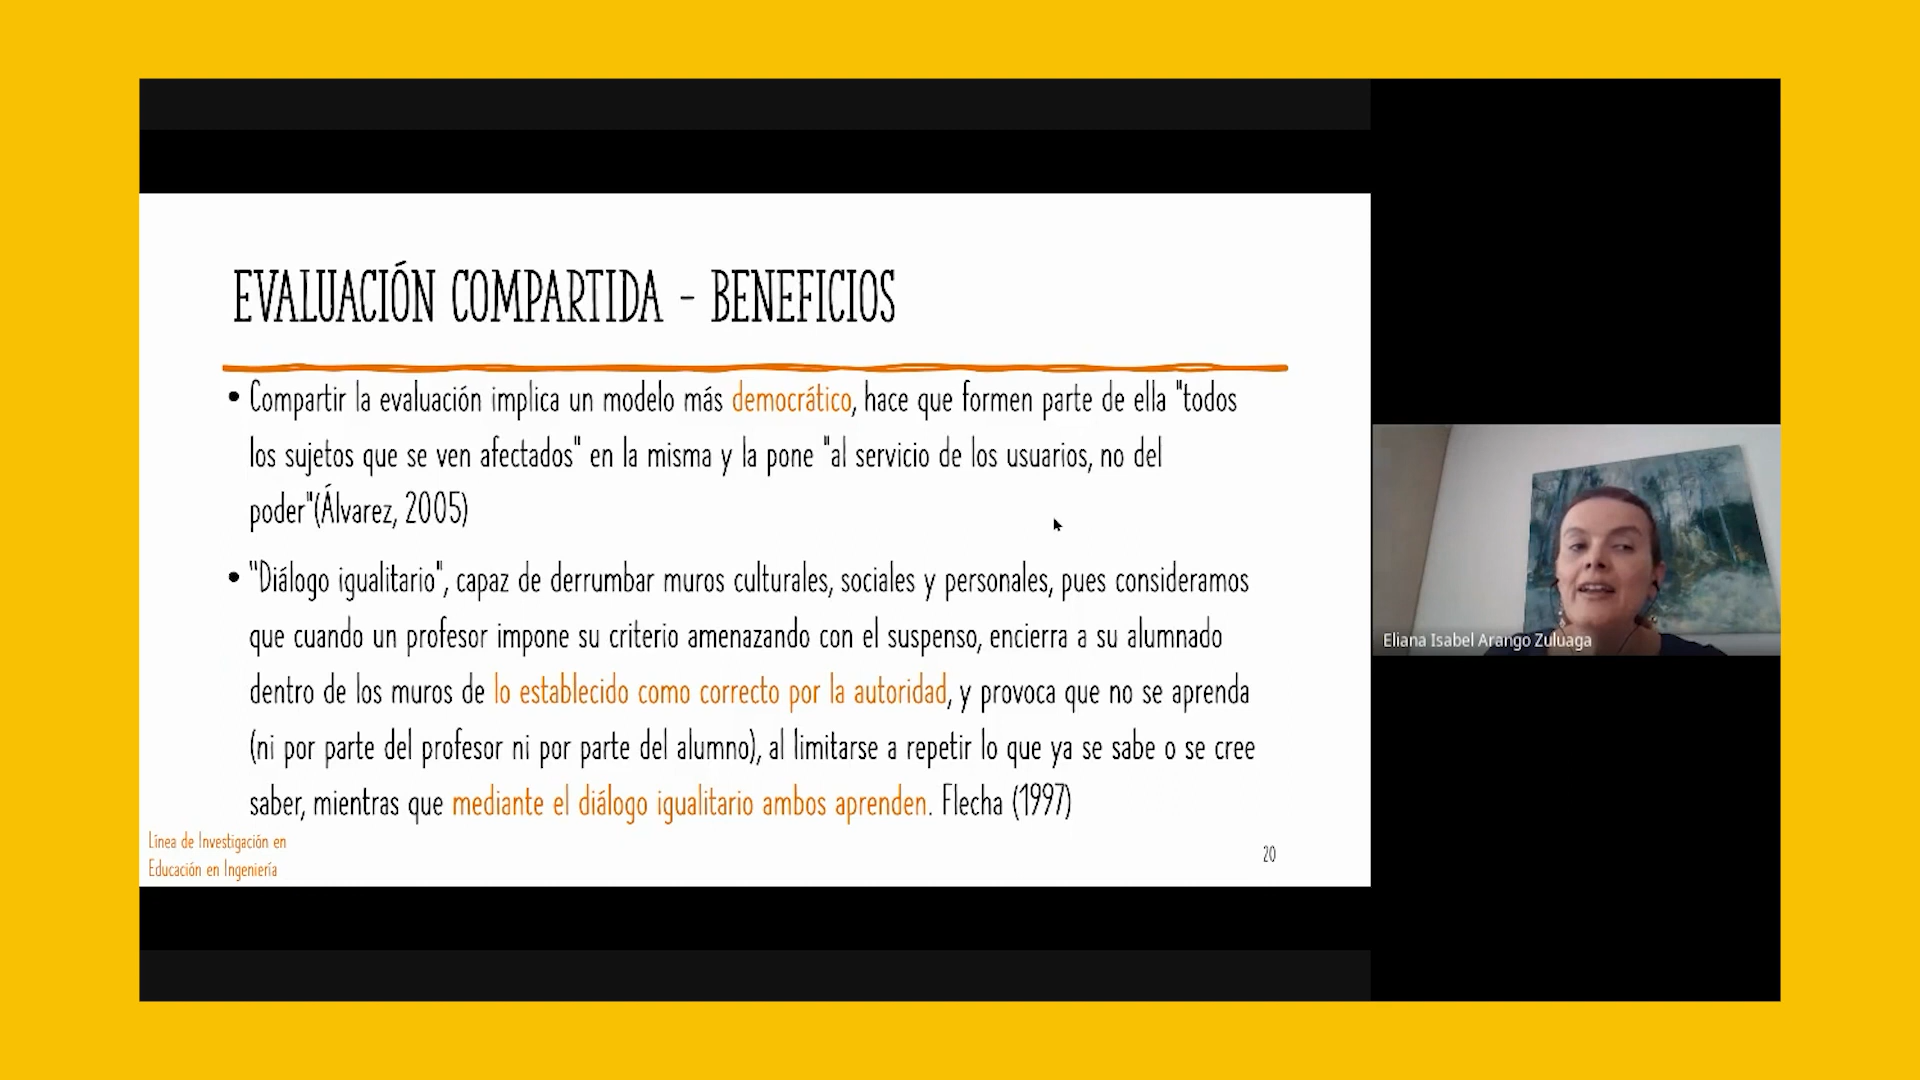 EVALUACIÓN COMPARTIDA - BENEFICIOS
• Compartir la evaluación implica un modelo más democrático, hace que formen parte de ella "todos
los sujetos que se ven afectados" en la misma y la pone "al servicio de los usuarios, no del
poder"(Álvarez, 2005)
• "Diálogo igualitario", capaz de derrumbar muros culturales, sociales y personales, pues consideramos
que cuando un profesor impone su criterio amenazando con el suspenso, encierra a su alumnado
dentro de los muros de lo establecido como correcto por la autoridad, y provoca que no se aprenda
(ni por parte del profesor ni por parte del alumno), al limitarse a repetir lo que ya se sabe o se cree
saber, mientras que mediante el diálogo igualitario ambos aprenden. Flecha (1997)
Línea de Investigación en
Educación en Ingeniería
20
Eliana Isabel Arango Zuluaga